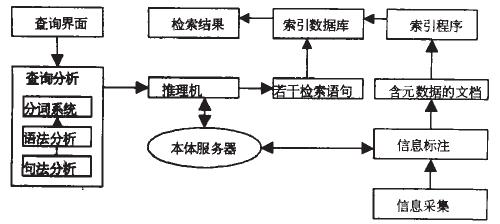 查询界面
检索结果
索引数据库
索引程序
查询分析
分词系统
语法分析
句法分析
推理机
若干检索语句
含元数据的文档
本体服务器
信息标注
信息采集